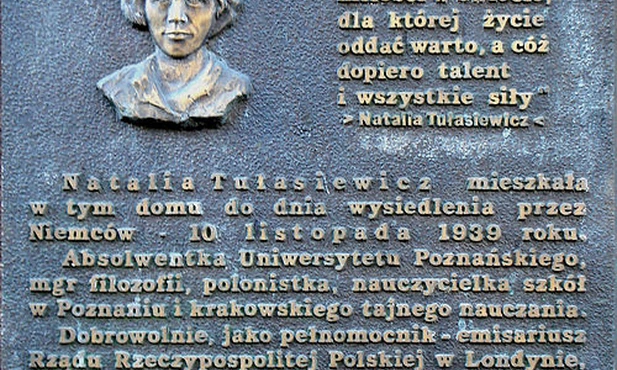 dla której życie
oddać warto, a cóż
dopiero talent
i wszystkie siły"
>Natalia Tułasiewicz<
Natalia Tułasiewicz mieszkała
w tym domu do dnia wysiedlenia przez
Niemców - 10 listopada 1939 roku.
Absolwentka Uniwersytetu Poznańskiego,
mgr filozofii, polonistka, nauczycielka szkół
w Poznaniu i krakowskiego tajnego nauczania.
Dobrowolnie, jako pełnomocnik-emisariusz
Rządu Rzeczypospolitej Polskiej w Londynie,